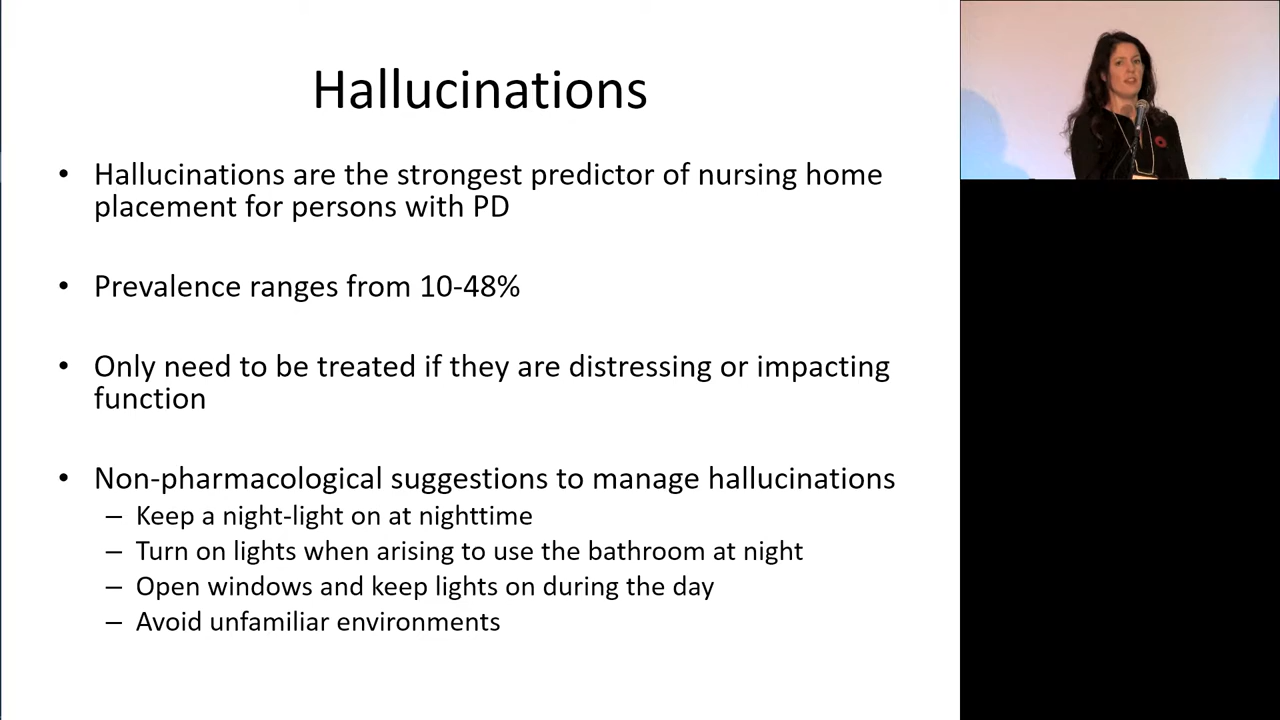 Hallucinations
• Hallucinations are the strongest predictor of nursing home
placement for persons with PD
• Prevalence ranges from 10-48%
• Only need to be treated if they are distressing or impacting
function
• Non-pharmacological suggestions to manage hallucinations
– Keep a night-light on at nighttime
– Turn on lights when arising to use the bathroom at night
– Open windows and keep lights on during the day
– Avoid unfamiliar environments